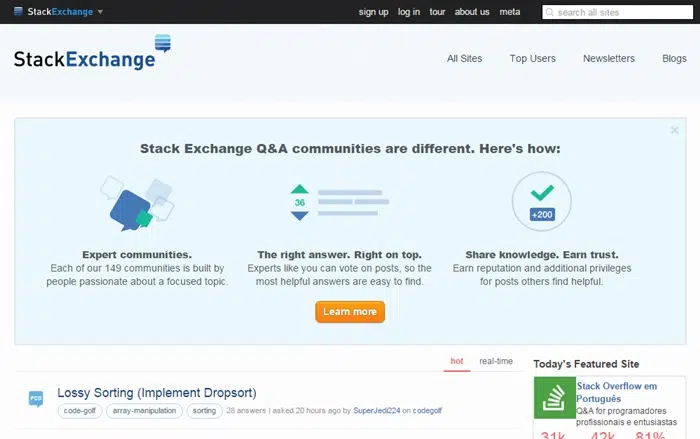 StackExchange
sign up log in tour about us meta
search all sites
StackExchange
All Sites Top Users Newsletters Blogs
Stack Exchange Q&A communities are different. Here's how:
36
+200
Expert communities.
Each of our 149 communities is built by
people passionate about a focused topic.
The right answer. Right on top.
Experts like you can vote on posts, so the
most helpful answers are easy to find.
Share knowledge. Earn trust.
Earn reputation and additional privileges
for posts others find helpful.
Learn more
hot real-time
PCG
Lossy Sorting (Implement Dropsort)
code-golf array-manipulation sorting 28 answers | asked 20 hours ago by SuperJedi224 on codegolf
Today's Featured Site
Stack Overflow em
Português
Q&A for programadores
profissionais e entusiastas
31k 42k 81%